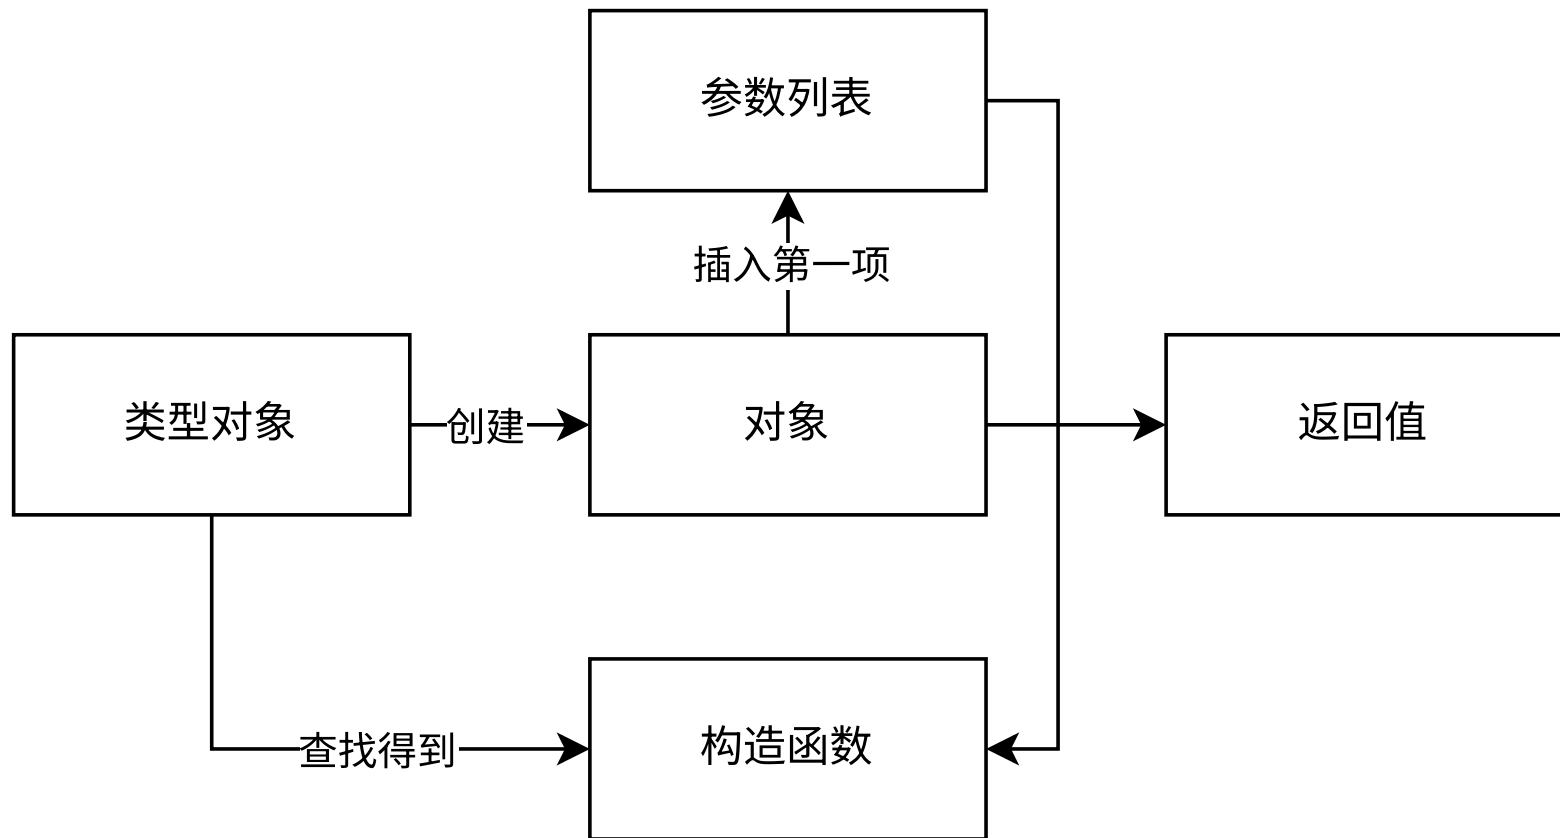 参数列表
插入第一项
类型对象
创建
对象
返回值
查找得到
构造函数